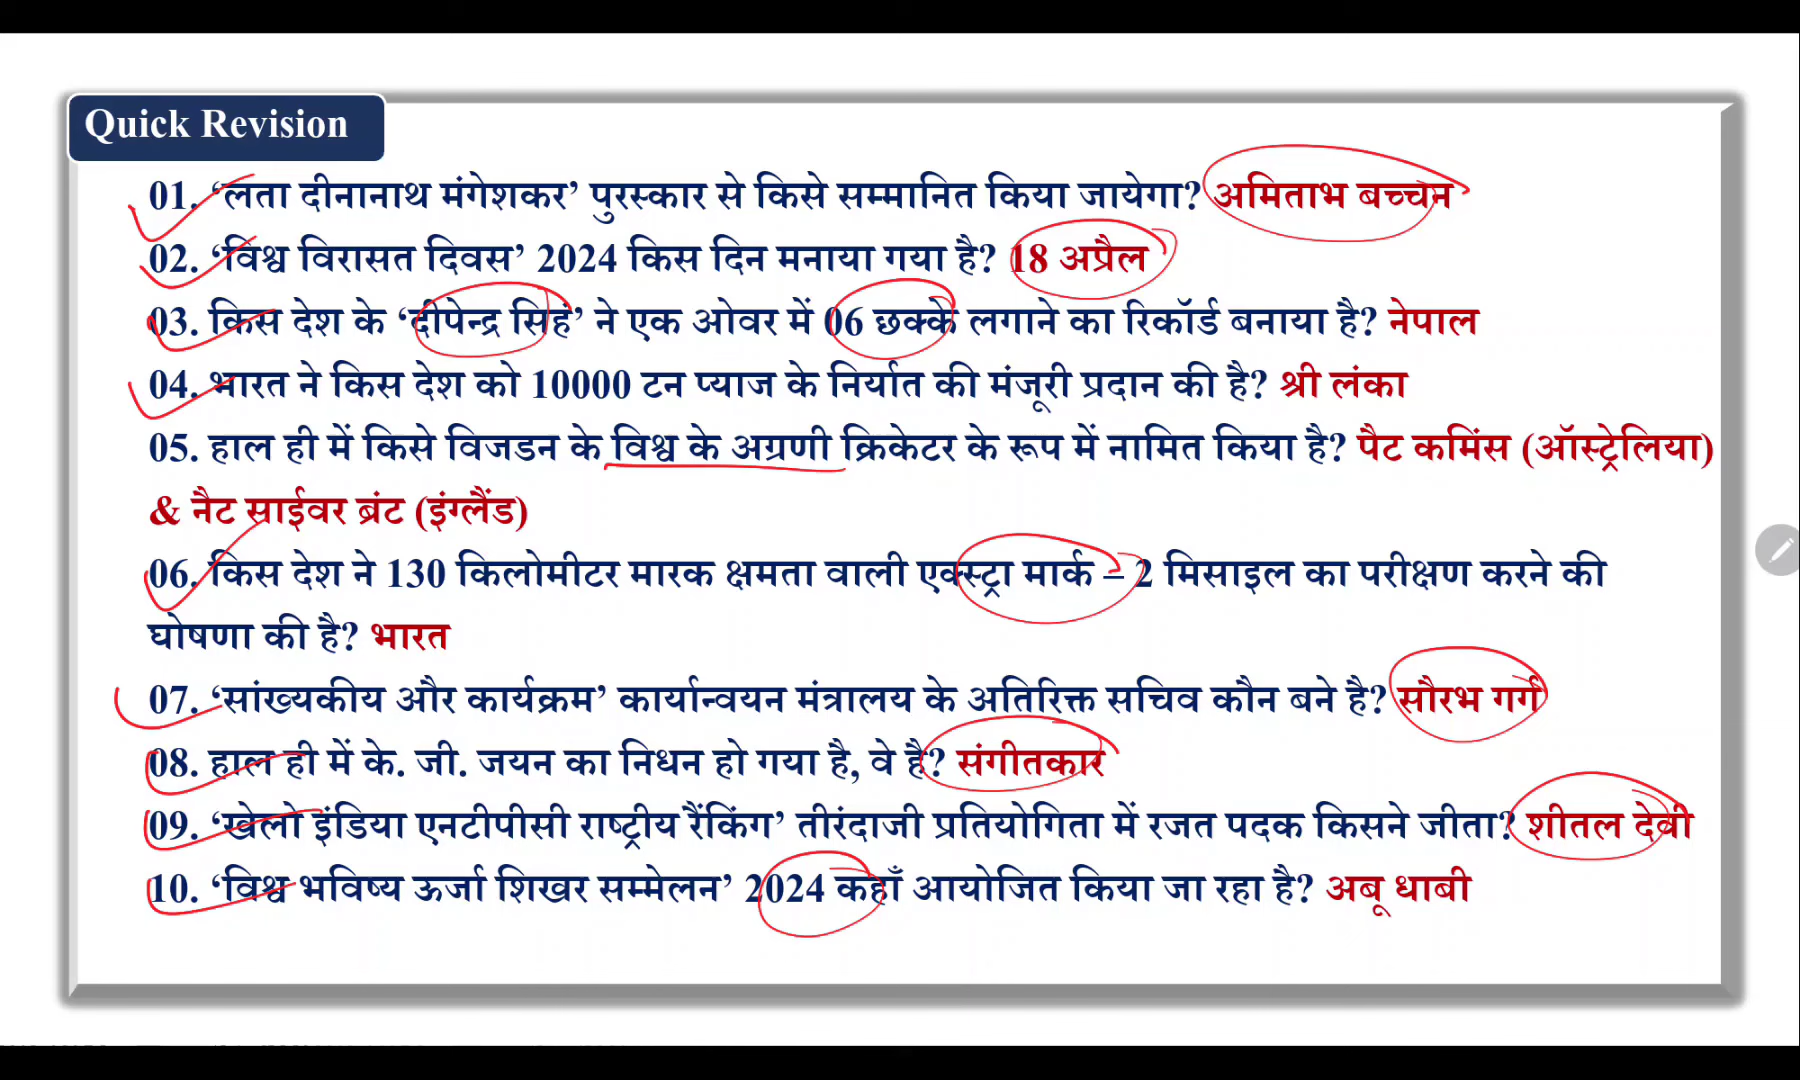 Quick Revision
01. ‘लता दीनानाथ मंगेशकर’ पुरस्कार से किसे सम्मानित किया जायेगा? अमिताभ बच्चन
02. ‘विश्व विरासत दिवस’ 2024 किस दिन मनाया गया है? 18 अप्रैल
03. किस देश के ‘दीपेन्द्र सिहं’ ने एक ओवर में 06 छक्के लगाने का रिकॉर्ड बनाया है? नेपाल
04. भारत ने किस देश को 10000 टन प्याज के निर्यात की मंजूरी प्रदान की है? श्री लंका
05. हाल ही में किसे विजडन के विश्व के अग्रणी क्रिकेटर के रूप में नामित किया है? पैट कमिंस (ऑस्ट्रेलिया)
& नैट साईवर ब्रंट (इंग्लैंड)
06. किस देश ने 130 किलोमीटर मारक क्षमता वाली एक्स्ट्रा मार्क – 2 मिसाइल का परीक्षण करने की
घोषणा की है? भारत
07. ‘सांख्यकीय और कार्यक्रम’ कार्यान्वयन मंत्रालय के अतिरिक्त सचिव कौन बने है? सौरभ गर्ग
08. हाल ही में के. जी. जयन का निधन हो गया है, वे है? संगीतकार
09. ‘खेलो इंडिया एनटीपीसी राष्ट्रीय रैंकिंग’ तीरंदाजी प्रतियोगिता में रजत पदक किसने जीता? शीतल देवी
10. ‘विश्व भविष्य ऊर्जा शिखर सम्मेलन’ 2024 कहाँ आयोजित किया जा रहा है? अबू धाबी